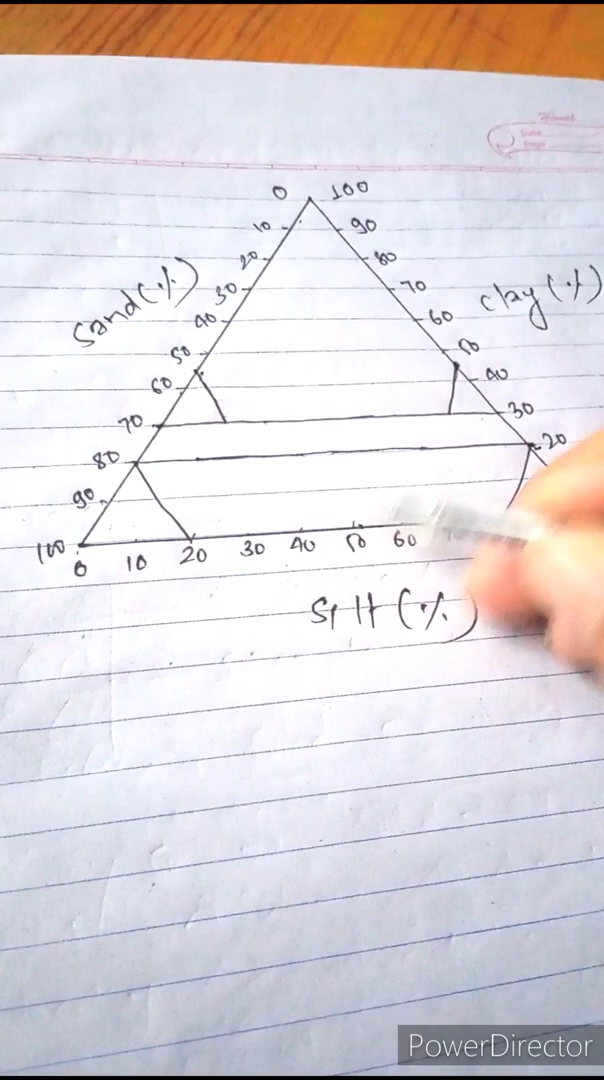 0 100
10 90
20 80
Sand (%) 30 70 Clay (%)
40 60
50 50
60 40
70 30
80 20
90
100
0 10 20 30 40 50 60
Silt (%)
PowerDirector